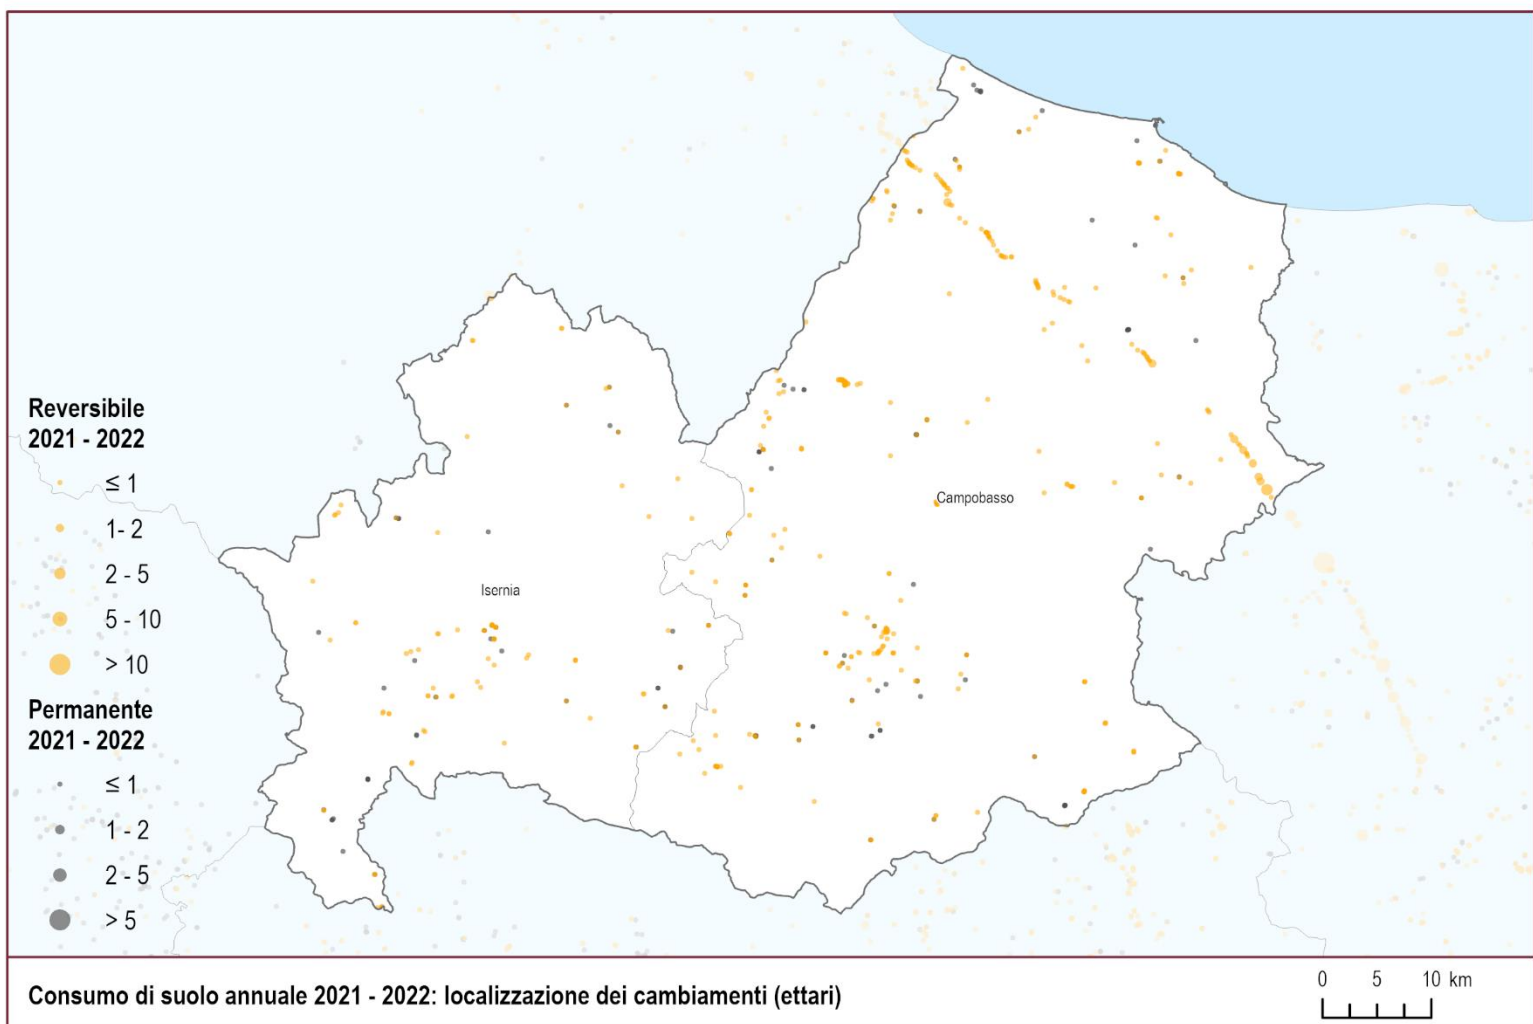 Campobasso
Isernia
Reversibile
2021 - 2022
≤ 1
1- 2
2 - 5
5 - 10
> 10
Permanente
2021 - 2022
≤ 1
1 - 2
2 - 5
> 5
Consumo di suolo annuale 2021 - 2022: localizzazione dei cambiamenti (ettari)
0 5 10 km